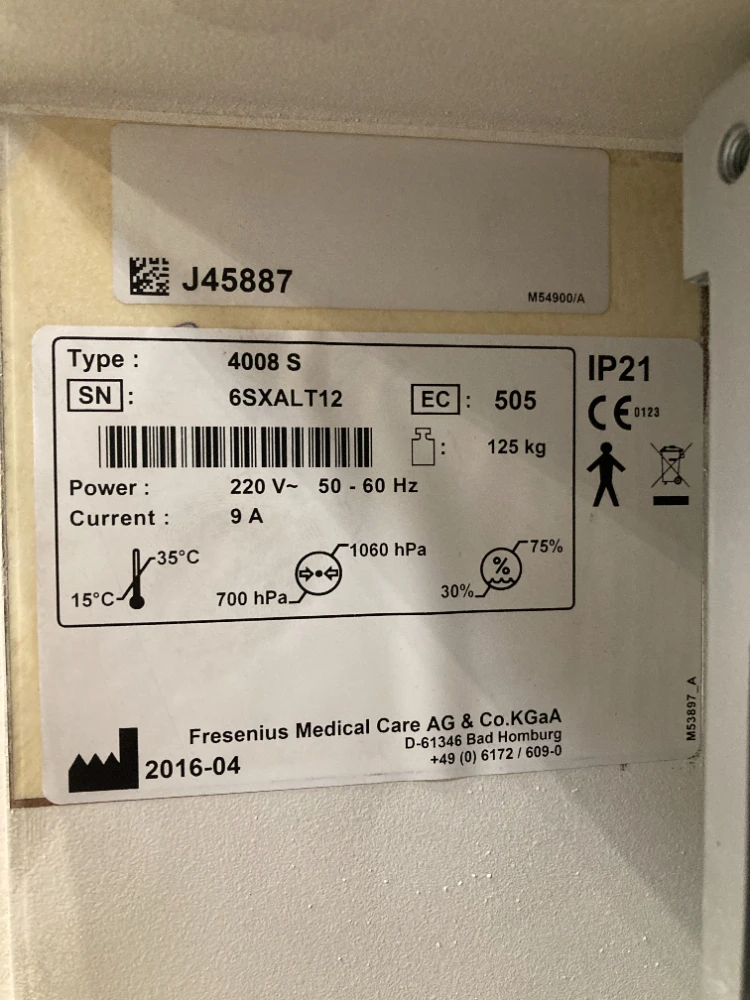 J45887
M54900/A
Type : 4008 S
SN : 6SXALT12 EC : 505
: 125 kg
Power : 220 V~ 50 - 60 Hz
Current : 9 A
35°C
15°C
1060 hPa
700 hPa
%
75%
30%
IP21
CE 0123
M53897_A
Fresenius Medical Care AG & Co.KGaA
D-61346 Bad Homburg
+49 (0) 6172 / 609-0
2016-04